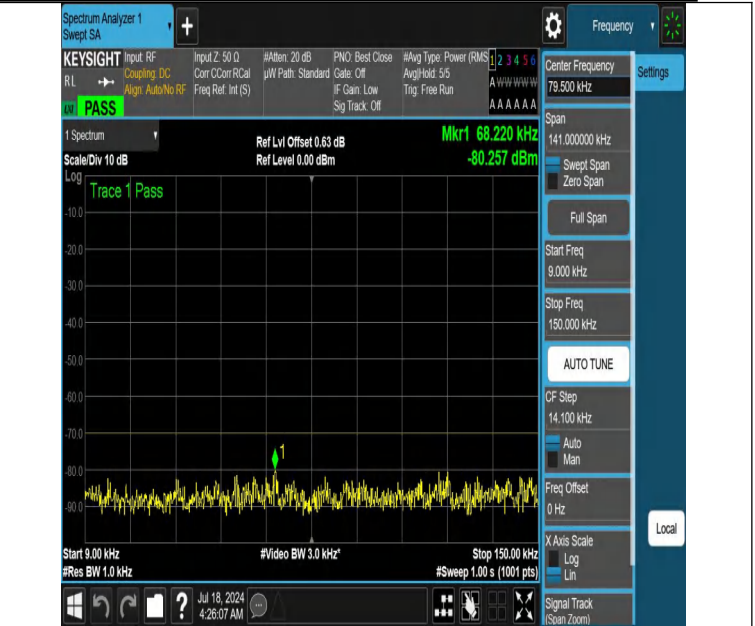 Spectrum Analyzer 1
Swept SA
+
Frequency
KEYSIGHT
RL
PASS
Input: RF
Coupling: DC
Align: Auto/No RF
Input Z: 50 Ω
Corr CCorr RCal
Freq Ref: Int (S)
#Atten: 20 dB
µW Path: Standard
PNO: Best Close
Gate: Off
IF Gain: Low
Sig Track: Off
#Avg Type: Power (RMS
Avg|Hold: 5/5
Trig: Free Run
1 2 3 4 5 6
A W W W W W
A A A A A A
1 Spectrum
Scale/Div 10 dB
Ref Lvl Offset 0.63 dB
Ref Level 0.00 dBm
Mkr1 68.220 kHz
-80.257 dBm
Log
Trace 1 Pass
-10.0
-20.0
-30.0
-40.0
-50.0
-60.0
-70.0
-80.0
-90.0
1
Start 9.00 kHz
#Res BW 1.0 kHz
#Video BW 3.0 kHz*
Stop 150.00 kHz
#Sweep 1.00 s (1001 pts)
Jul 18, 2024
4:26:07 AM
Center Frequency
79.500 kHz
Settings
Span
141.000000 kHz
Swept Span
Zero Span
Full Span
Start Freq
9.000 kHz
Stop Freq
150.000 kHz
AUTO TUNE
CF Step
14.100 kHz
Auto
Man
Freq Offset
0 Hz
X Axis Scale
Log
Lin
Local
Signal Track
(Span Zoom)